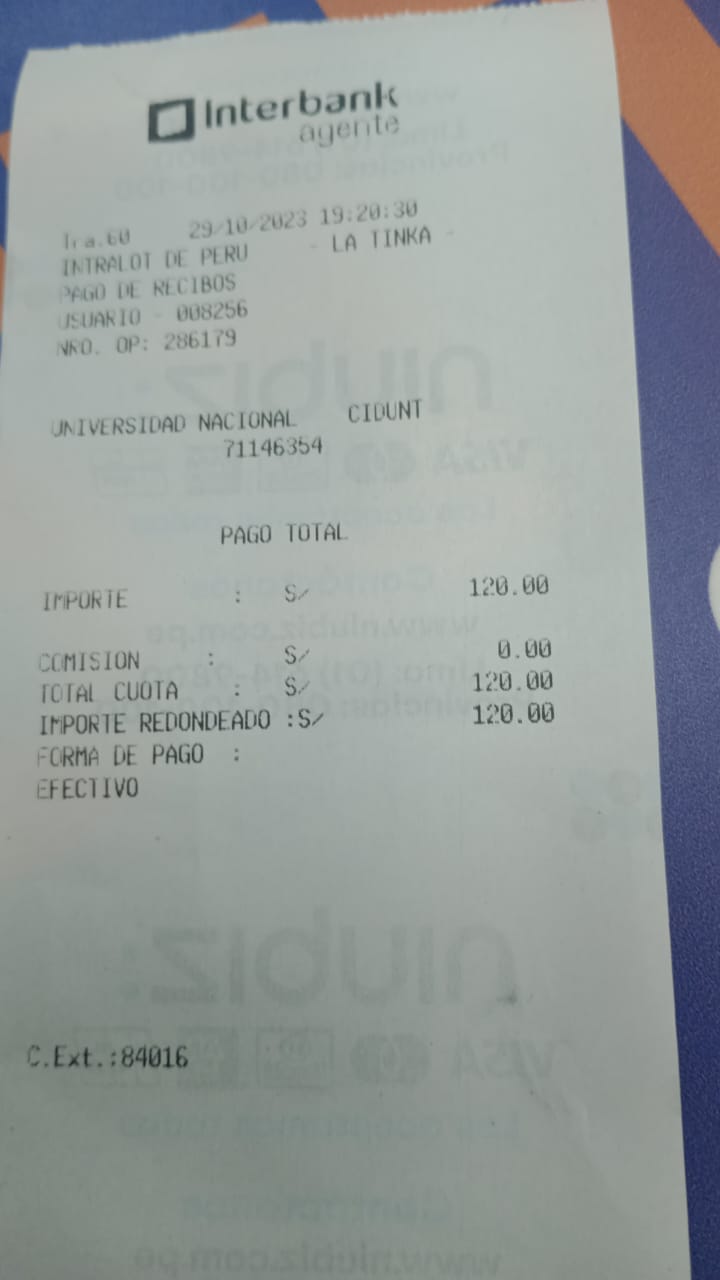 Interbank
agente
Tra.60 29/10/2023 19:20:30
INTRALOT DE PERU - LA TINKA -
PAGO DE RECIBOS
USUARIO - 008256
NRO. OP: 286179
UNIVERSIDAD NACIONAL CIDUNT
71146354
PAGO TOTAL
IMPORTE : S/ 120.00
COMISION : S/ 0.00
TOTAL CUOTA : S/ 120.00
IMPORTE REDONDEADO :S/ 120.00
FORMA DE PAGO :
EFECTIVO
C.Ext.:84016